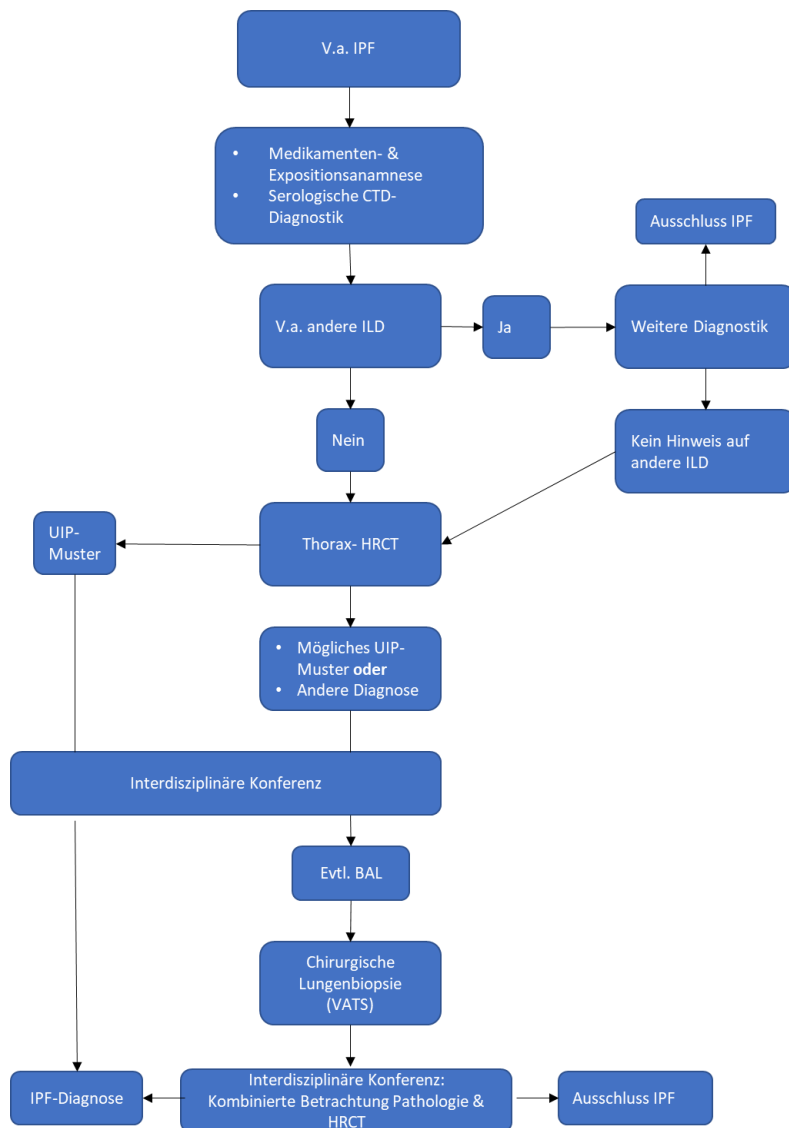 V.a. IPF
• Medikamenten- &
Expositionsanamnese
• Serologische CTD-
Diagnostik
Ausschluss IPF
V.a. andere ILD
Ja
Weitere Diagnostik
Nein
Kein Hinweis auf
andere ILD
UIP-
Muster
Thorax- HRCT
• Mögliches UIP-
Muster oder
• Andere Diagnose
Interdisziplinäre Konferenz
Evtl. BAL
Chirurgische
Lungenbiopsie
(VATS)
IPF-Diagnose
Interdisziplinäre Konferenz:
Kombinierte Betrachtung Pathologie &
HRCT
Ausschluss IPF